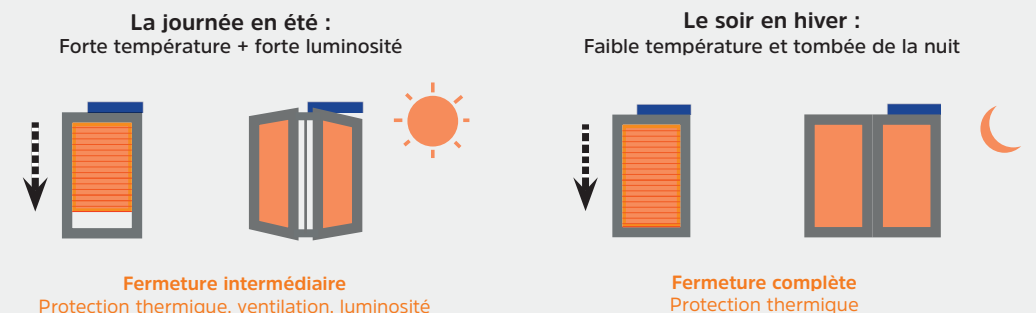 La journée en été :
Forte température + forte luminosité
Fermeture intermédiaire
Protection thermique, ventilation, luminosité
Le soir en hiver :
Faible température et tombée de la nuit
Fermeture complète
Protection thermique